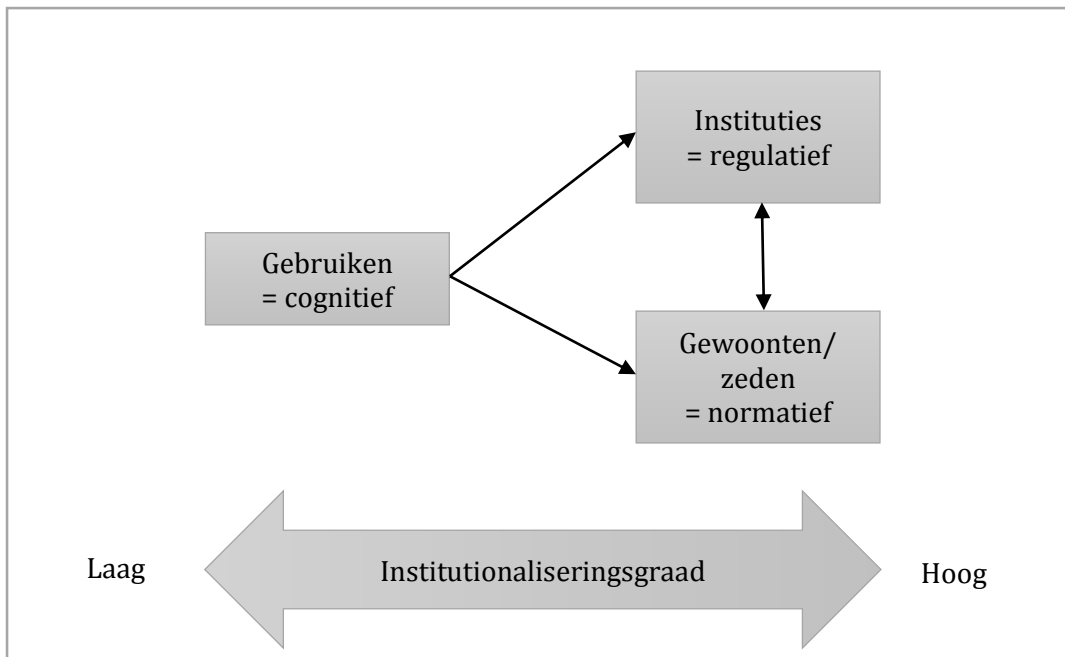 Instituties
= regulatief
Gebruiken
= cognitief
Gewoonten/
zeden
= normatief
Laag
Institutionaliseringsgraad
Hoog